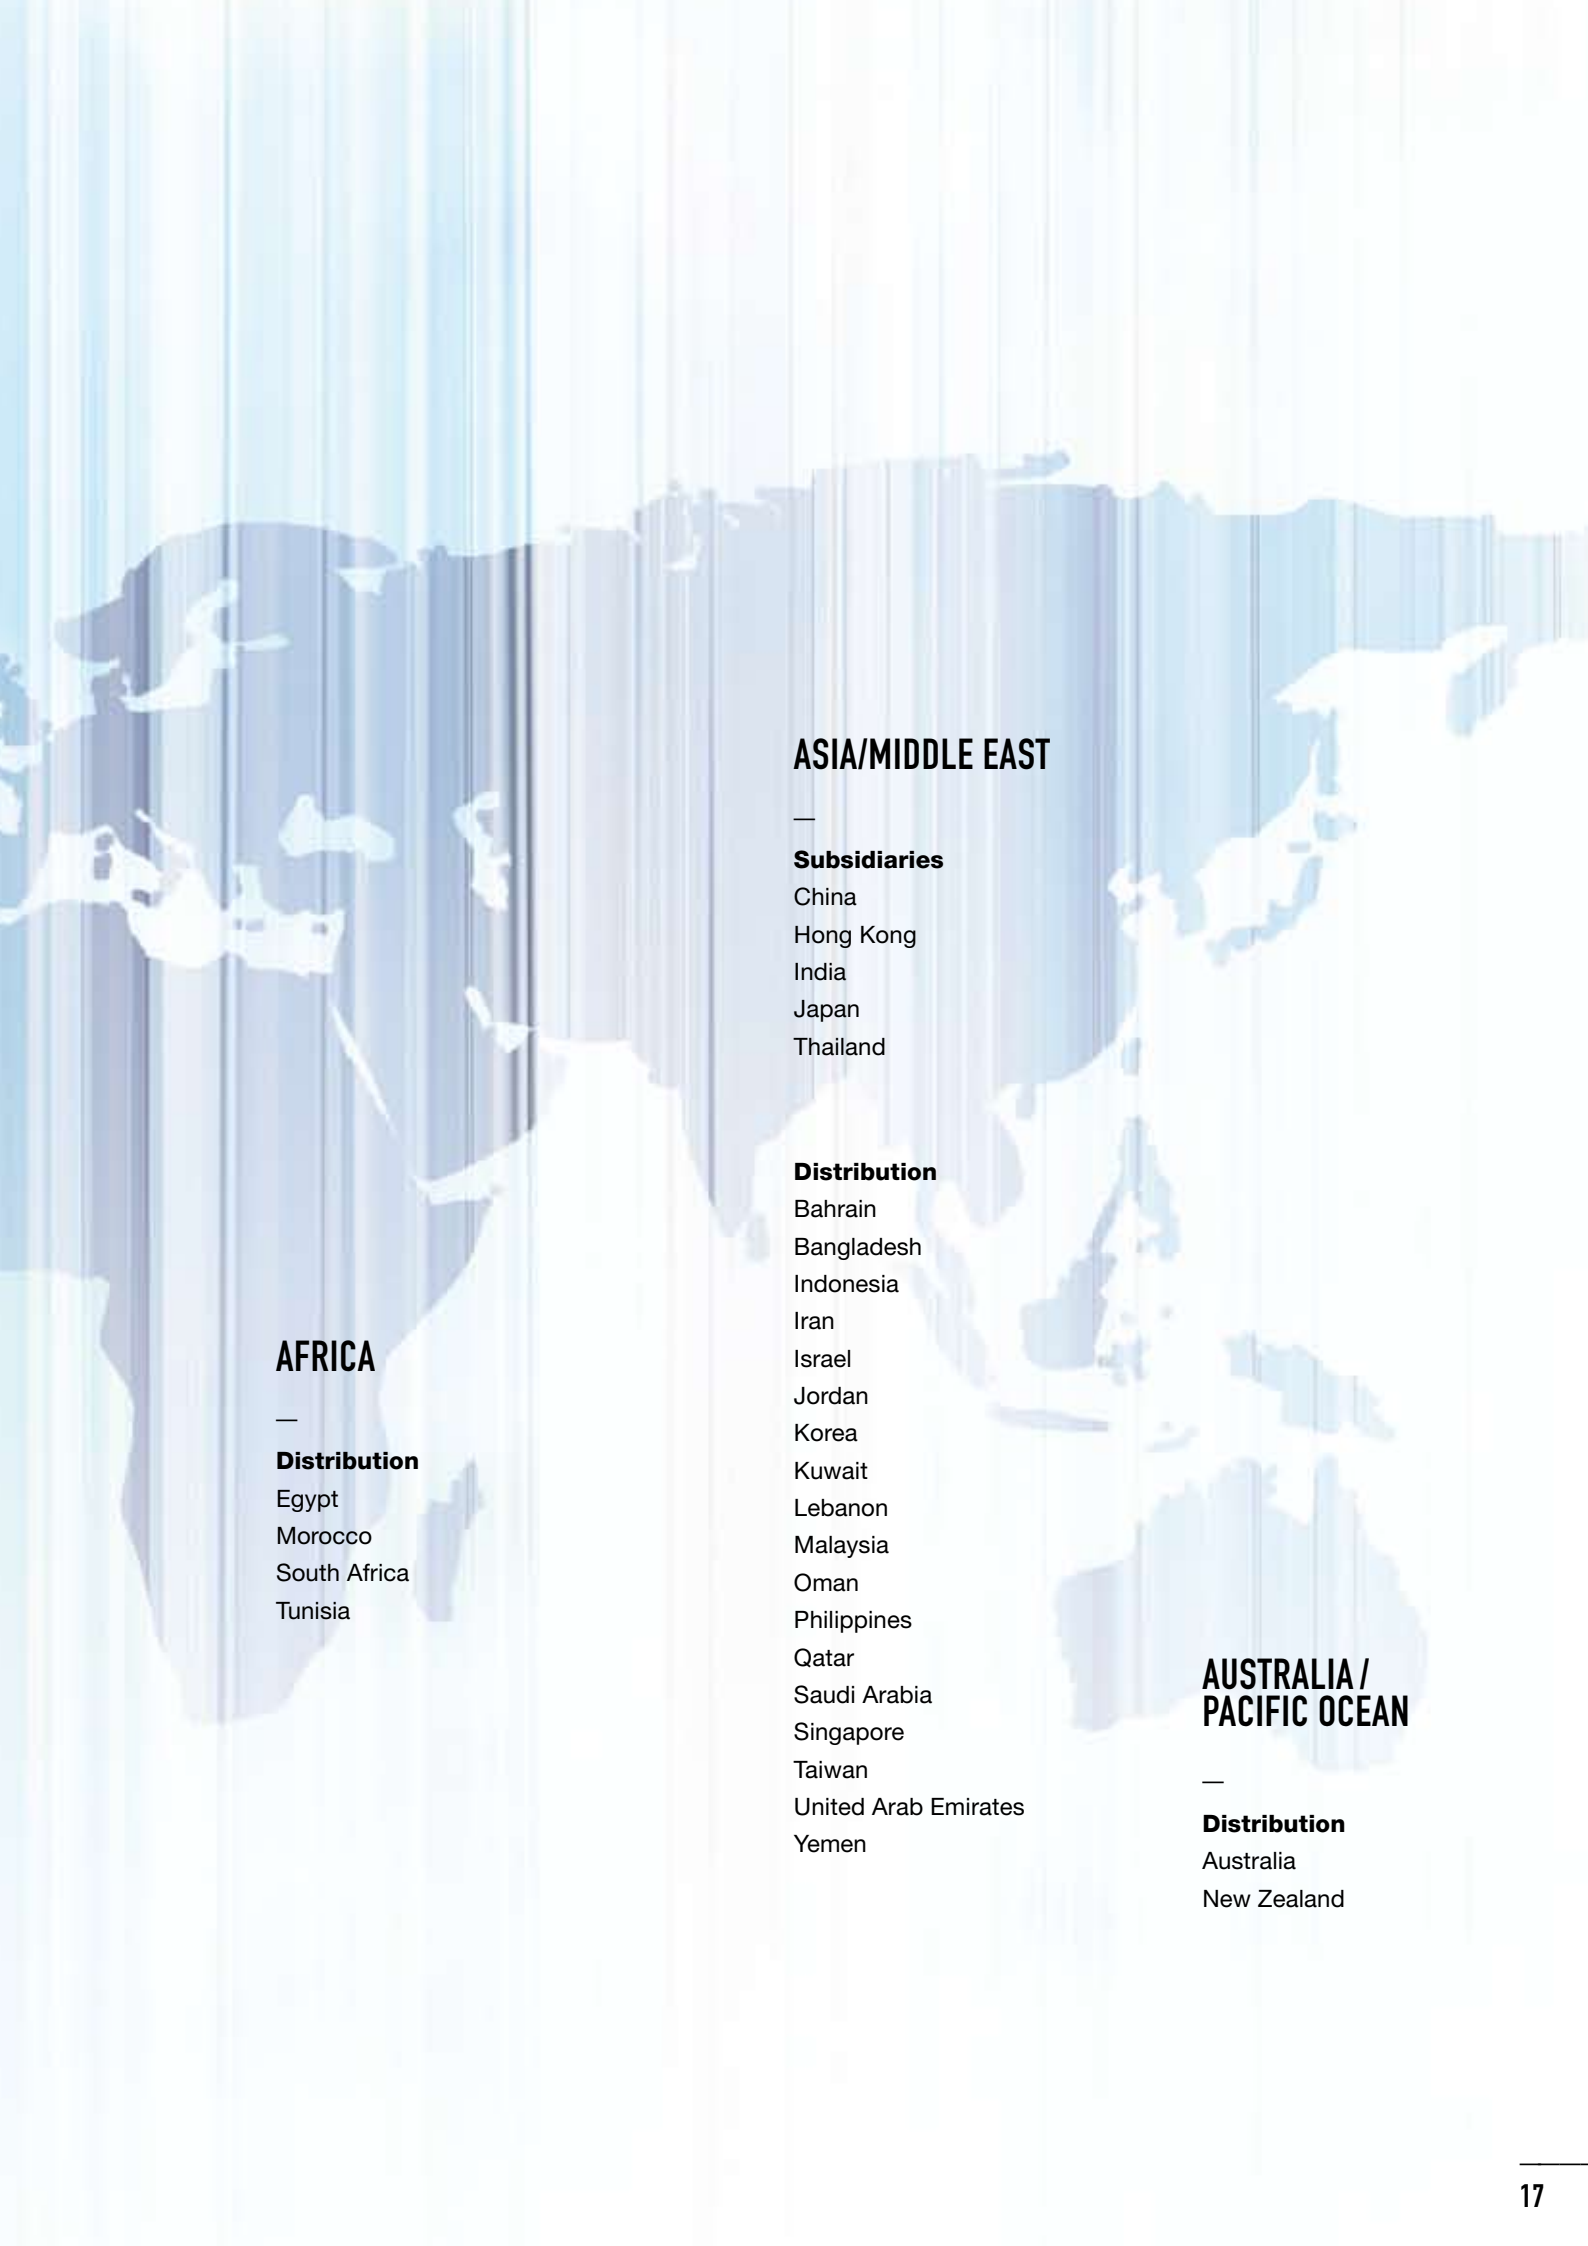 ASIA/MIDDLE EAST
—
Subsidiaries
China
Hong Kong
India
Japan
Thailand
Distribution
Bahrain
Bangladesh
Indonesia
Iran
Israel
Jordan
Korea
Kuwait
Lebanon
Malaysia
Oman
Philippines
Qatar
Saudi Arabia
Singapore
Taiwan
United Arab Emirates
Yemen
AFRICA
—
Distribution
Egypt
Morocco
South Africa
Tunisia
AUSTRALIA /
PACIFIC OCEAN
—
Distribution
Australia
New Zealand
17